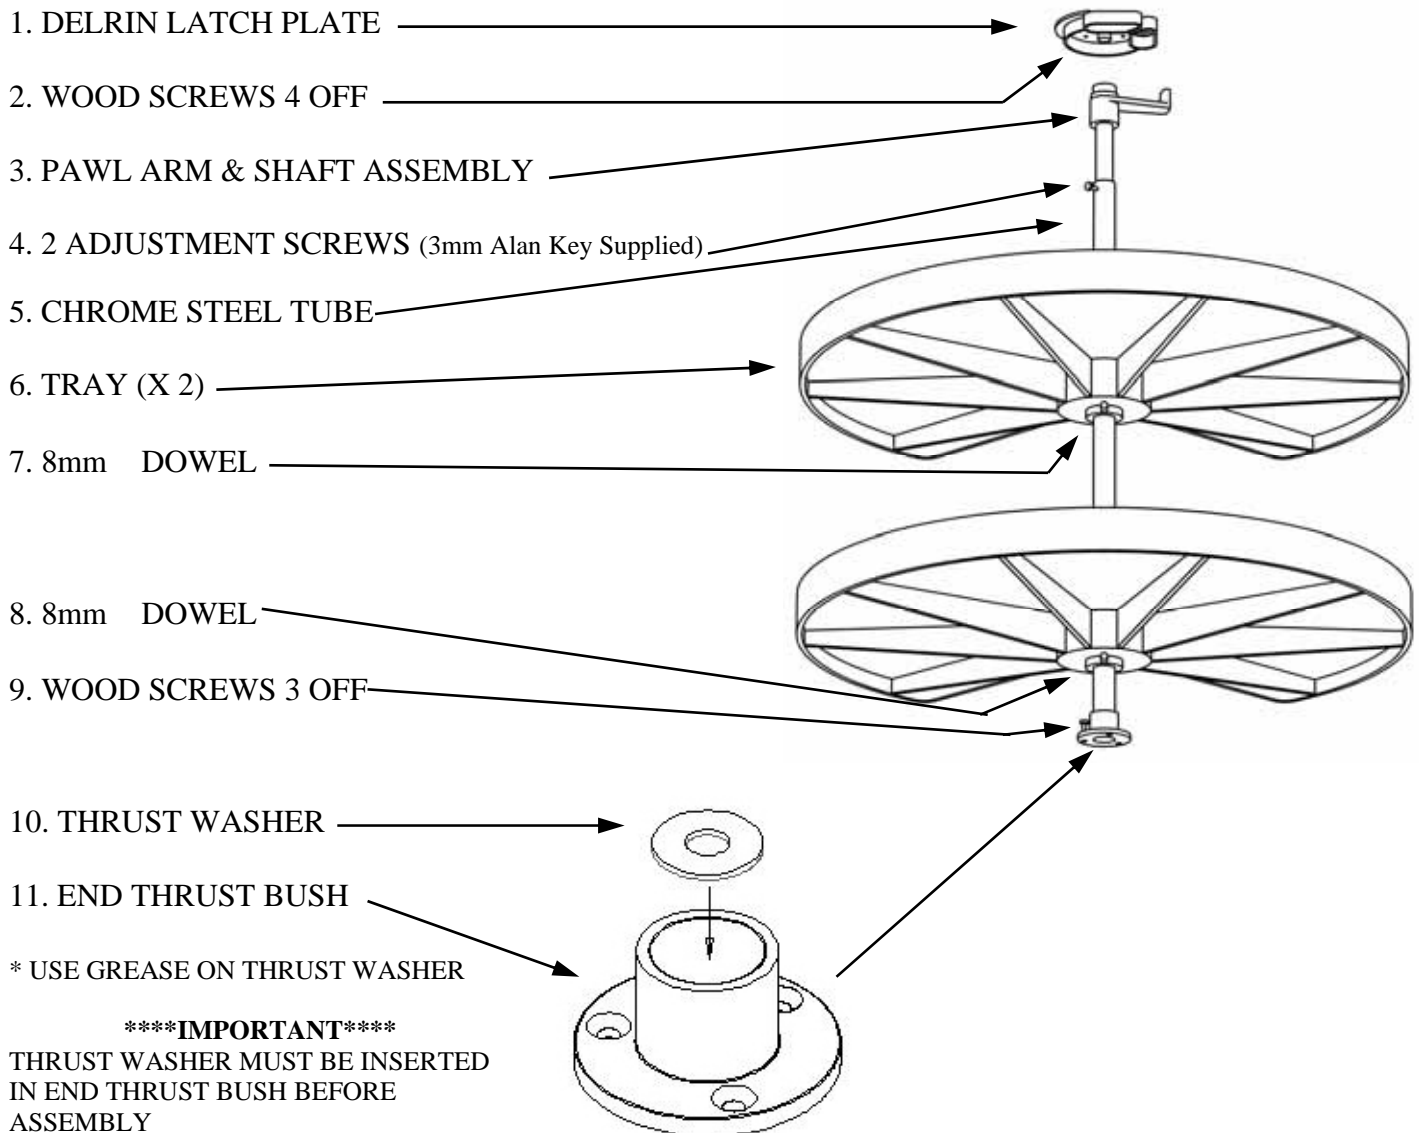 1. DELRIN LATCH PLATE
2. WOOD SCREWS 4 OFF
3. PAWL ARM & SHAFT ASSEMBLY
4. 2 ADJUSTMENT SCREWS (3mm Alan Key Supplied)
5. CHROME STEEL TUBE
6. TRAY (X 2)
7. 8mm DOWEL
8. 8mm DOWEL
9. WOOD SCREWS 3 OFF
10. THRUST WASHER
11. END THRUST BUSH
* USE GREASE ON THRUST WASHER
****IMPORTANT****
THRUST WASHER MUST BE INSERTED
IN END THRUST BUSH BEFORE
ASSEMBLY